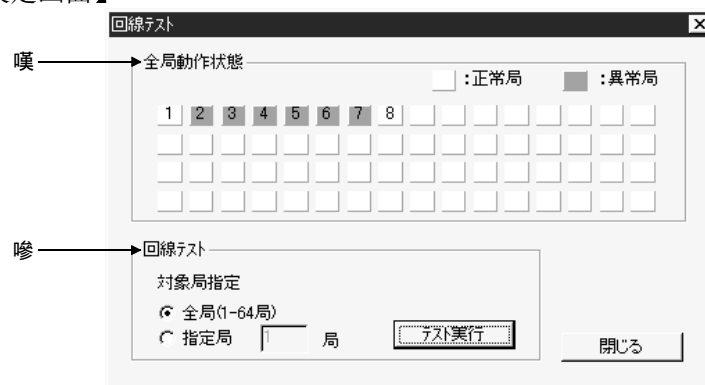 回線テスト
嘆
全局動作状態
:正常局 :異常局
1 2 3 4 5 6 7 8
嘇
回線テスト
対象局指定
全局(1-64局)
指定局 1 局
テスト実行
閉じる